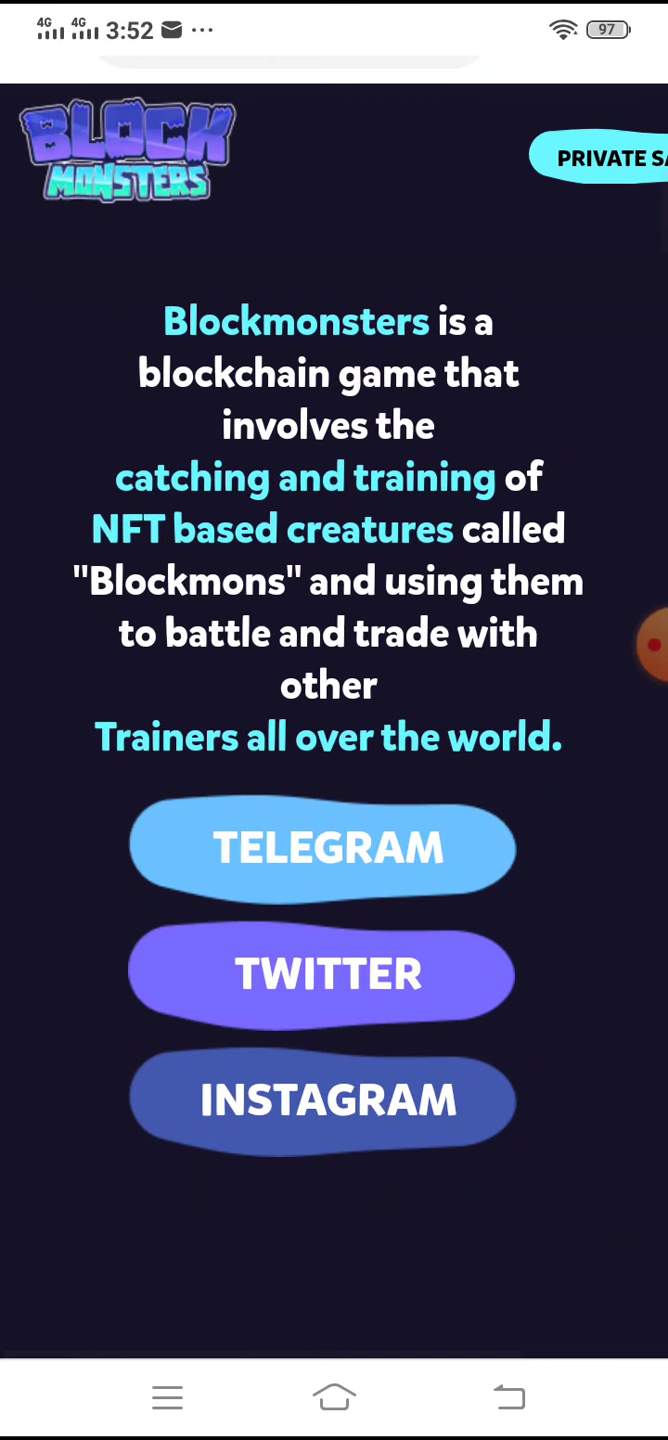 4G 4G 3:52 ... 97
BLOCK
MONSTERS
PRIVATE
Blockmonsters is a
blockchain game that
involves the
catching and training of
NFT based creatures called
"Blockmons" and using them
to battle and trade with
other
Trainers all over the world.
TELEGRAM
TWITTER
INSTAGRAM